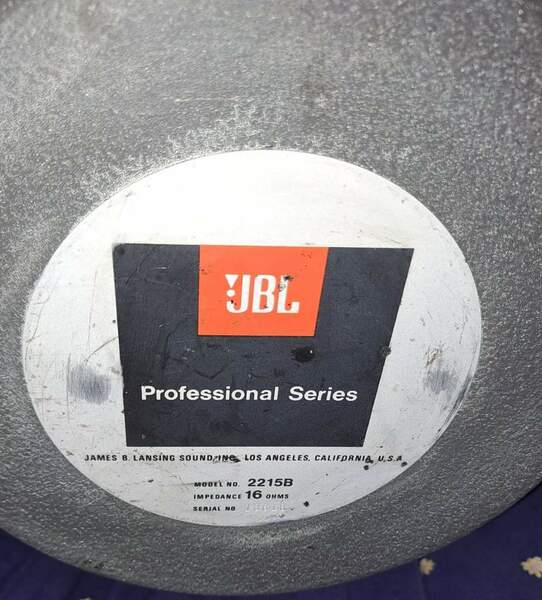 JBL
Professional Series
JAMES B. LANSING SOUND, INC. LOS ANGELES, CALIFORNIA, U.S.A.
MODEL NO. 2215B
IMPEDANCE 16 OHMS
SERIAL NO